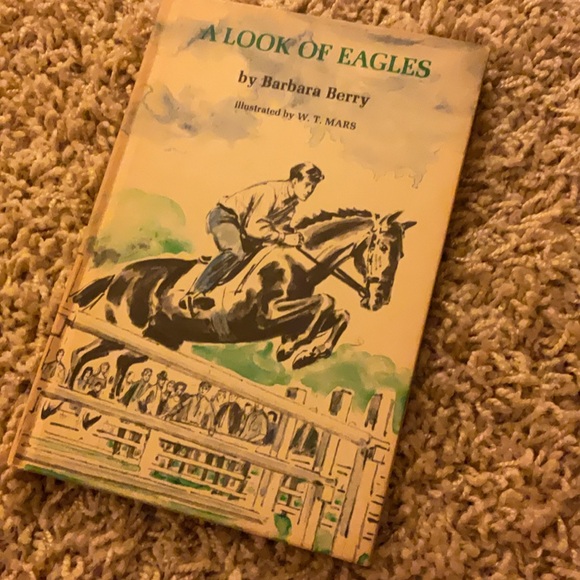 A LOOK OF EAGLES
by Barbara Berry
illustrated by W. T. MARS